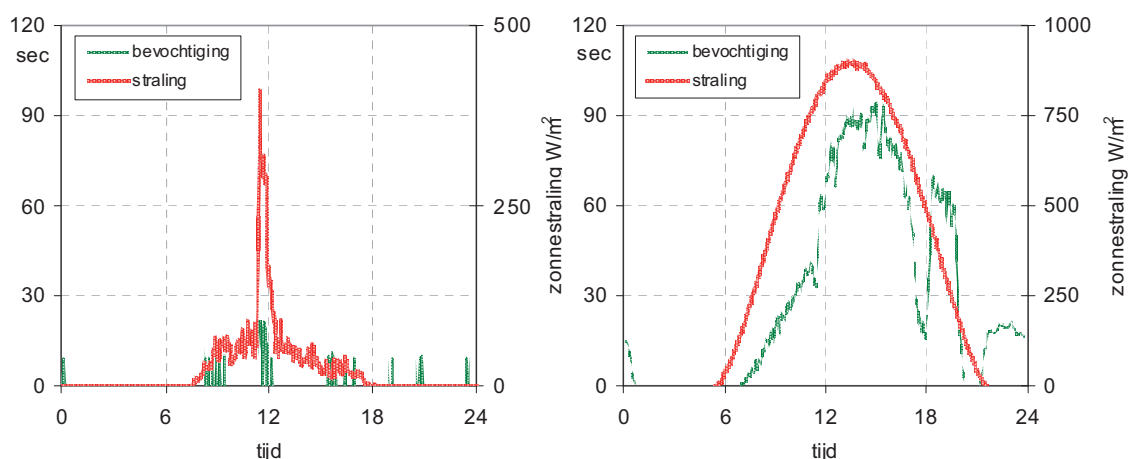 120
sec
90
60
30
0
bevochtiging
straling
500
250
0
zonnestraling W/m²
0 6 12 18 24
tijd
120
sec
90
60
30
0
bevochtiging
straling
1000
750
500
250
0
zonnestraling W/m²
0 6 12 18 24
tijd